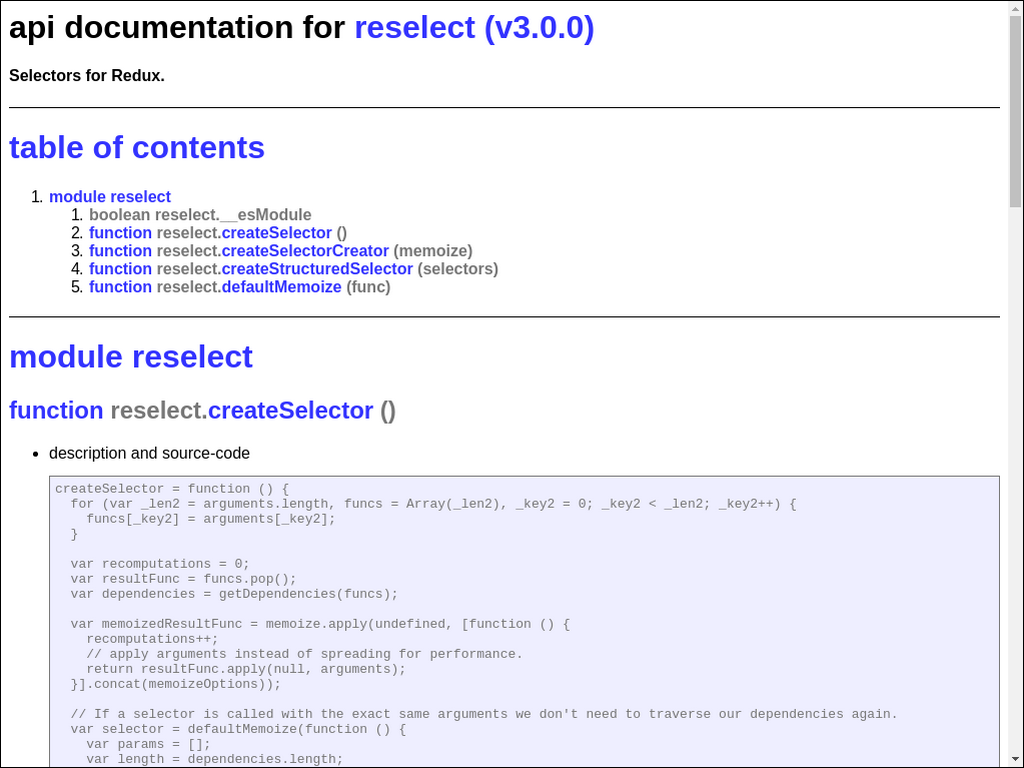 api documentation for reselect (v3.0.0)
Selectors for Redux.
table of contents
1. module reselect
1. boolean reselect.__esModule
2. function reselect.createSelector ()
3. function reselect.createSelectorCreator (memoize)
4. function reselect.createStructuredSelector (selectors)
5. function reselect.defaultMemoize (func)
module reselect
function reselect.createSelector ()
• description and source-code
createSelector = function () {
  for (var _len2 = arguments.length, funcs = Array(_len2), _key2 = 0; _key2 < _len2; _key2++) {
    funcs[_key2] = arguments[_key2];
  }
  var recomputations = 0;
  var resultFunc = funcs.pop();
  var dependencies = getDependencies(funcs);
  var memoizedResultFunc = memoize.apply(undefined, [function () {
    recomputations++;
    // apply arguments instead of spreading for performance.
    return resultFunc.apply(null, arguments);
  }].concat(memoizeOptions));
  // If a selector is called with the exact same arguments we don't need to traverse our dependencies again.
  var selector = defaultMemoize(function () {
    var params = [];
    var length = dependencies.length;